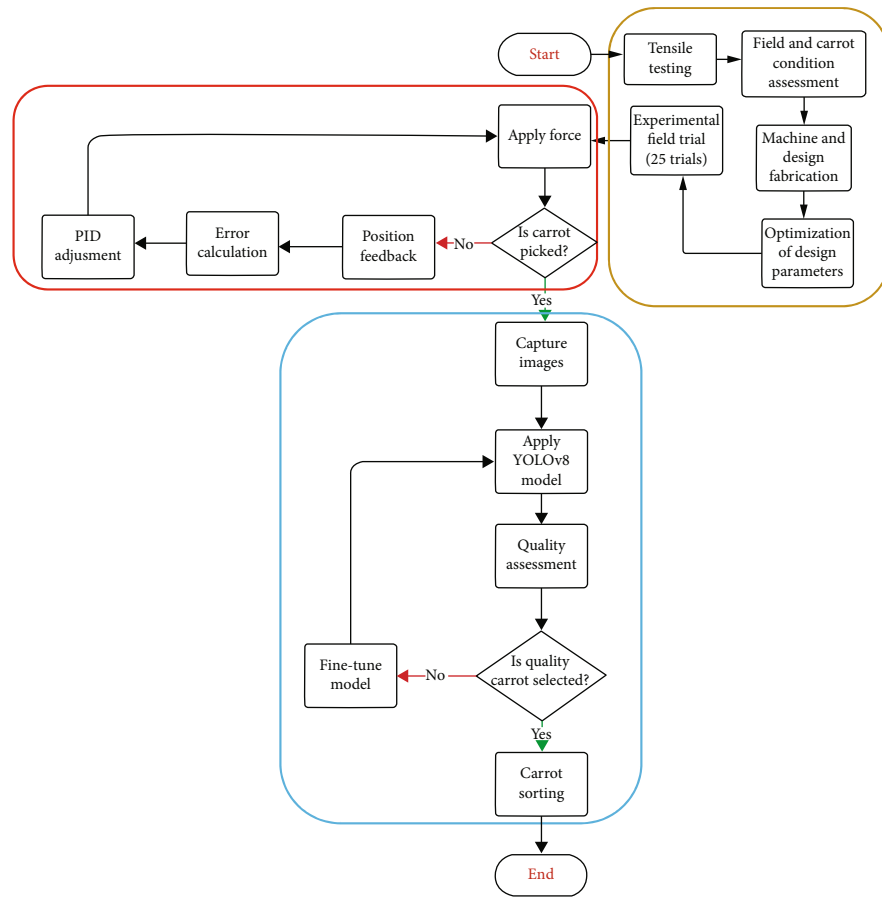 Start
Tensile
testing
Field and carrot
condition
assessment
Machine and
design
fabrication
Optimization
of design
parameters
Experimental
field trial
(25 trials)
Apply force
Is carrot
picked?
No
Position
feedback
Error
calculation
PID
adjusment
Yes
Capture
images
Apply
YOLOv8
model
Quality
assessment
Is quality
carrot selected?
No
Fine-tune
model
Yes
Carrot
sorting
End